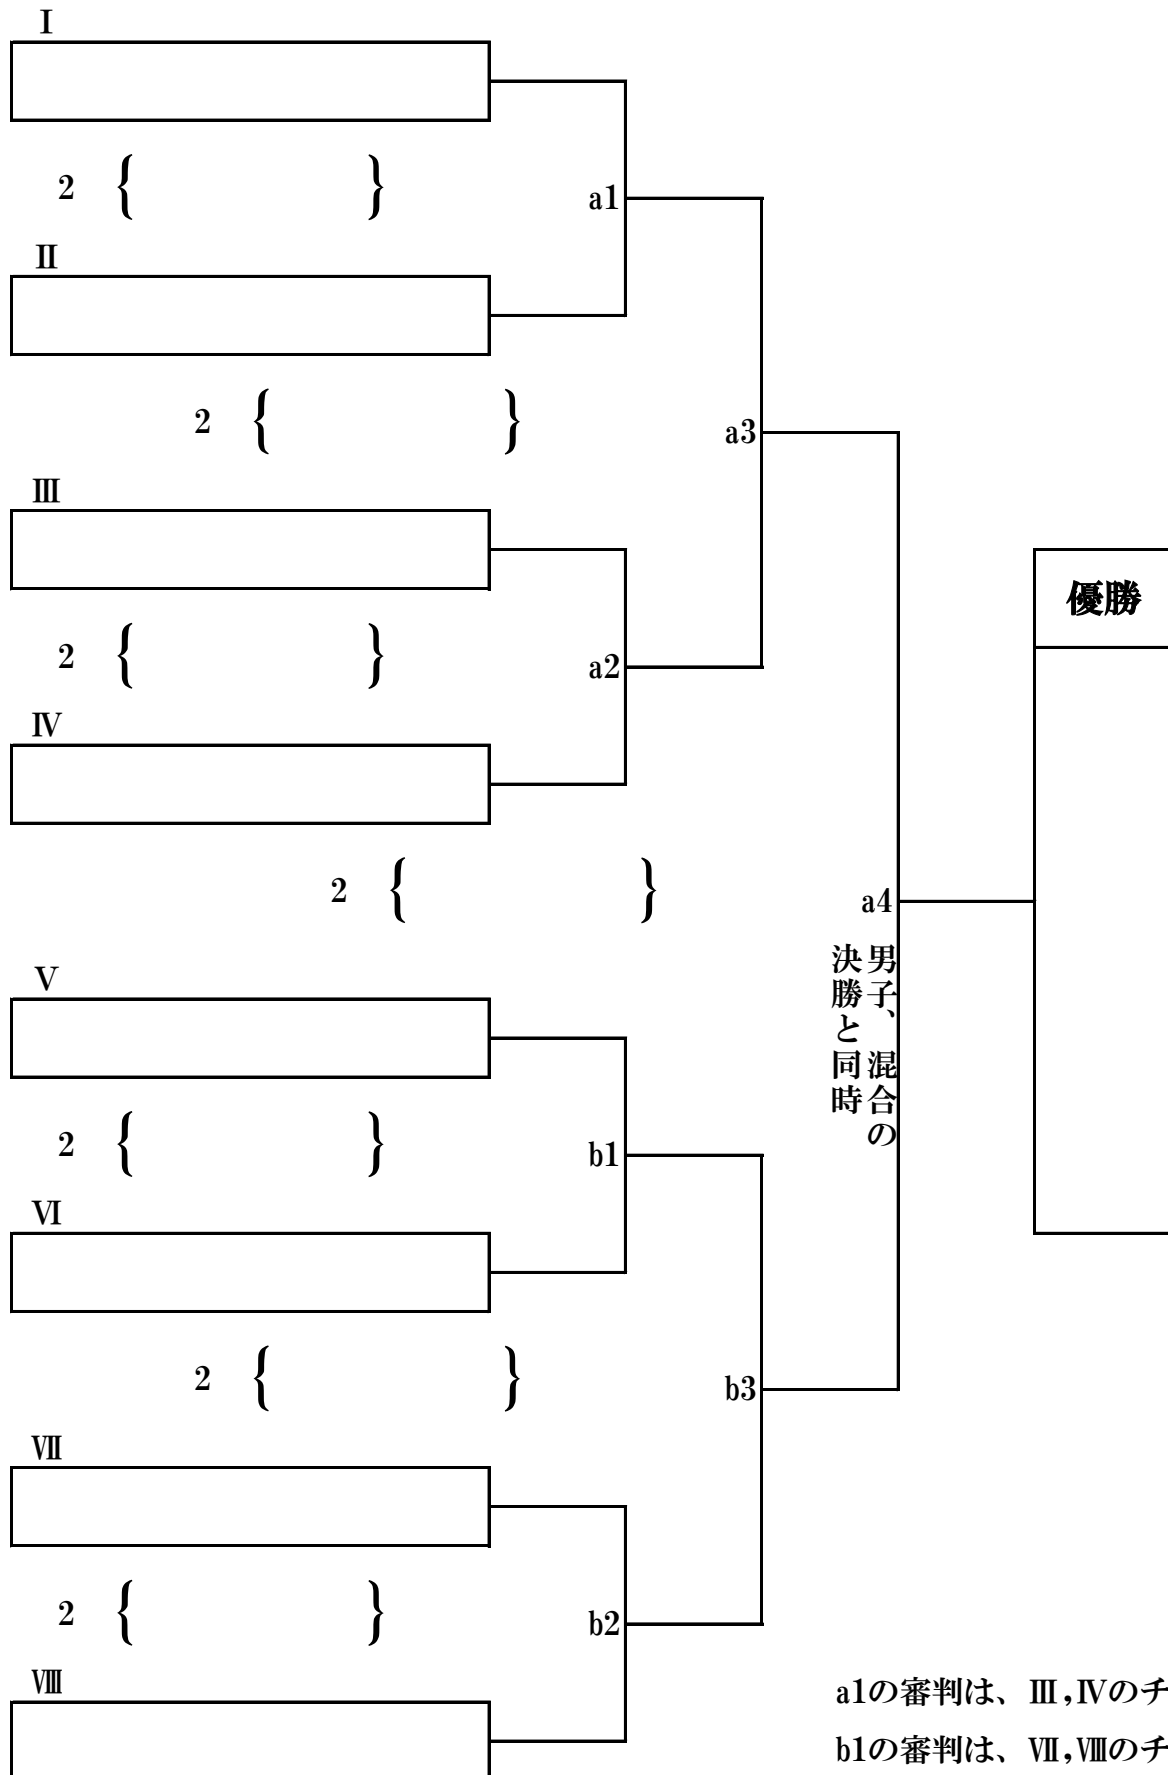 Ⅰ
2 { }
a1
Ⅱ
2 { }
a3
Ⅲ
優勝
2 { }
a2
Ⅳ
2 { }
a4
男子、混合の
決勝と同時
Ⅴ
2 { }
b1
Ⅵ
2 { }
b3
Ⅶ
2 { }
b2
Ⅷ
a1の審判は、Ⅲ,Ⅳのチ
b1の審判は、Ⅶ,Ⅷのチ